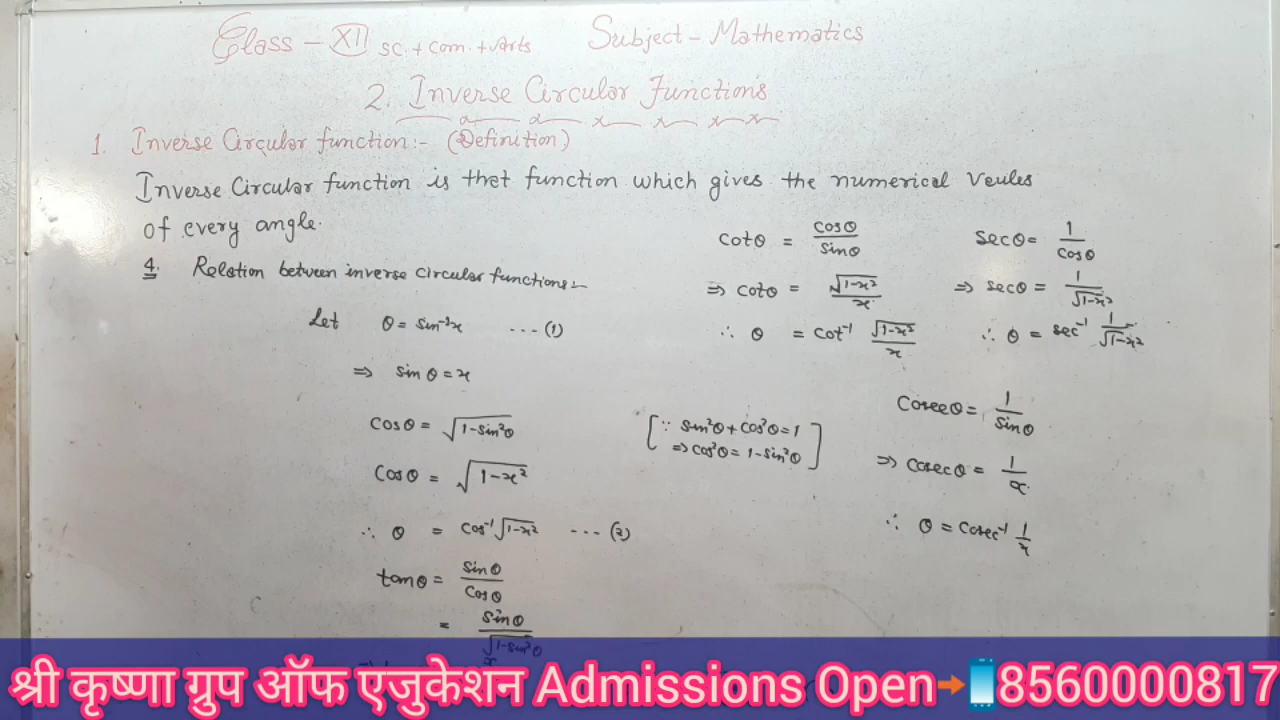 Class - XII sc. + com. + Arts Subject - Mathematics
2. Inverse Circular Functions
1. Inverse Circular function :- (Definition)
Inverse Circular function is that function which gives the numerical Veules
of every angle.
4. Relation between inverse circular functions :-
Let θ = sin⁻¹x ---- (1)
⇒ sin θ = x
cosθ = √(1-sin²θ)
[∵ sin²θ + cos²θ = 1
⇒ cos²θ = 1 - sin²θ]
cosθ = √(1-x²)
∴ θ = cos⁻¹ √(1-x²) ---- (2)
tanθ = sinθ / cosθ
= sinθ / √(1-sin²θ)
cotθ = cosθ / sinθ
⇒ cotθ = √(1-x²) / x
∴ θ = cot⁻¹ √(1-x²) / x
secθ = 1 / cosθ
⇒ secθ = 1 / √(1-x²)
∴ θ = sec⁻¹ 1 / √(1-x²)
Cosecθ = 1 / sinθ
⇒ cosecθ = 1 / x
∴ θ = cosec⁻¹ 1 / x
श्री कृष्णा ग्रुप ऑफ एजुकेशन Admissions Open➔📱8560000817